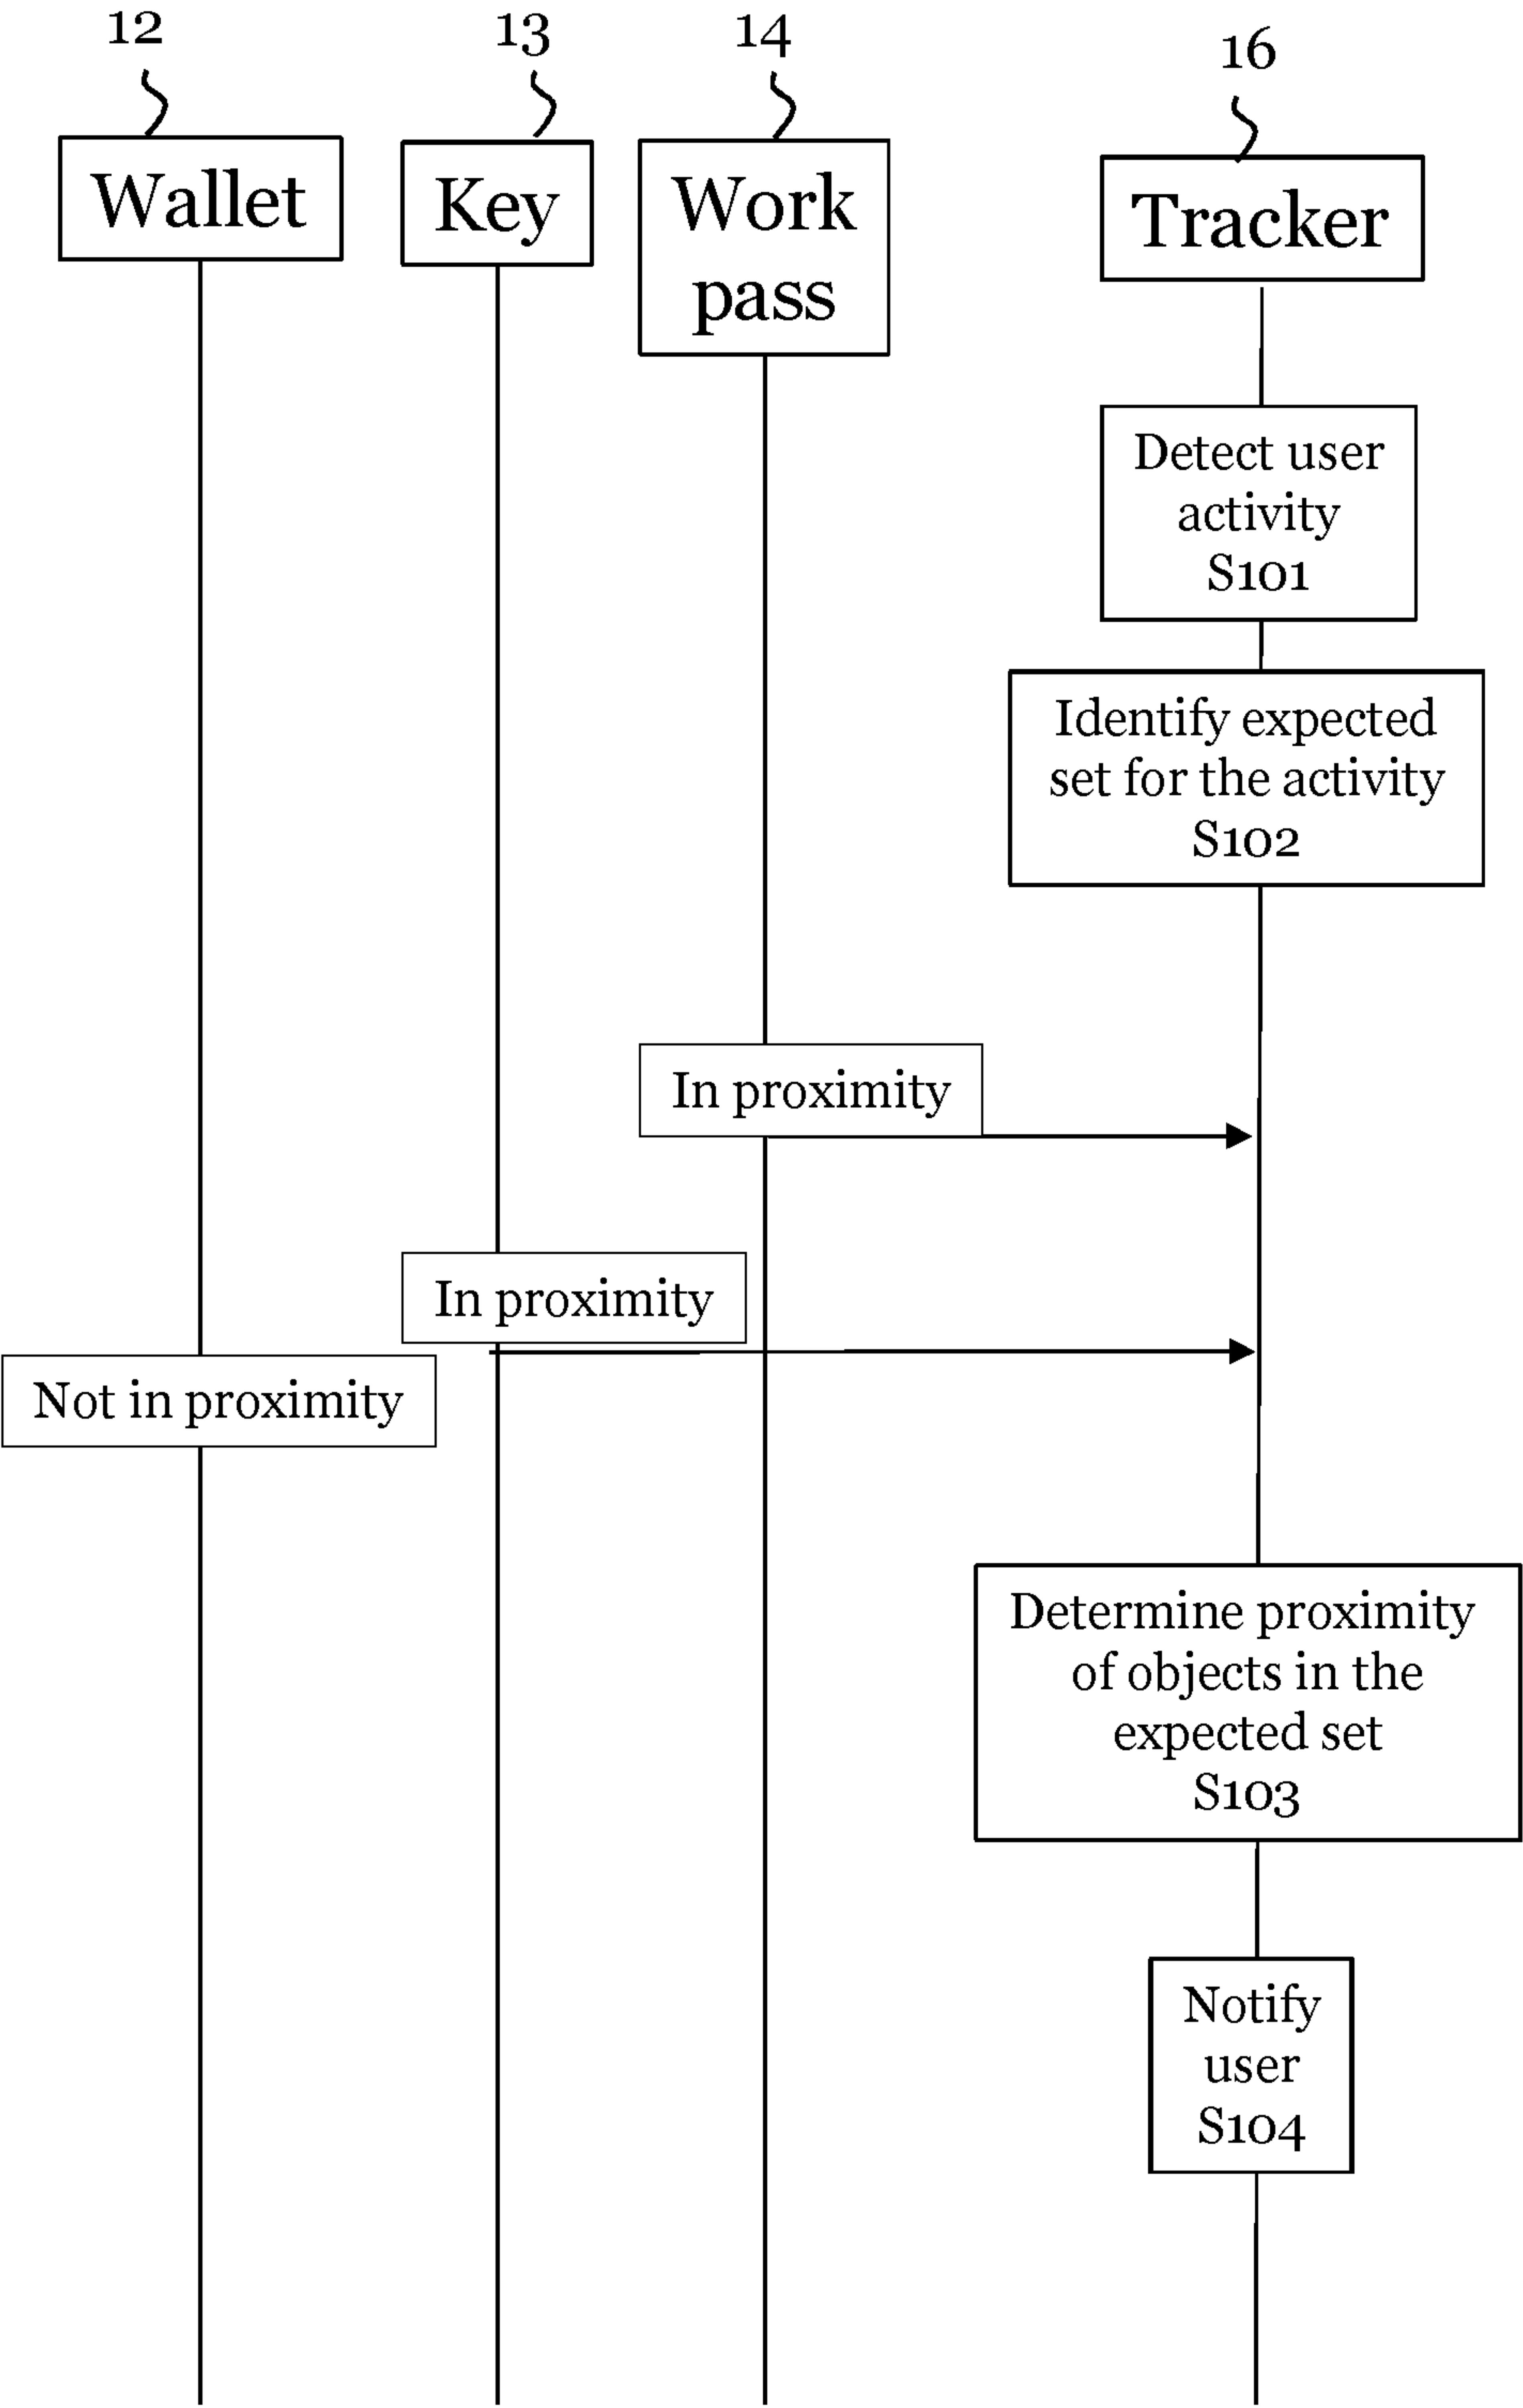 12
13
14
16
Wallet
Key
Work
pass
Tracker
Detect user
activity
S101
Identify expected
set for the activity
S102
In proximity
In proximity
Not in proximity
Determine proximity
of objects in the
expected set
S103
Notify
user
S104